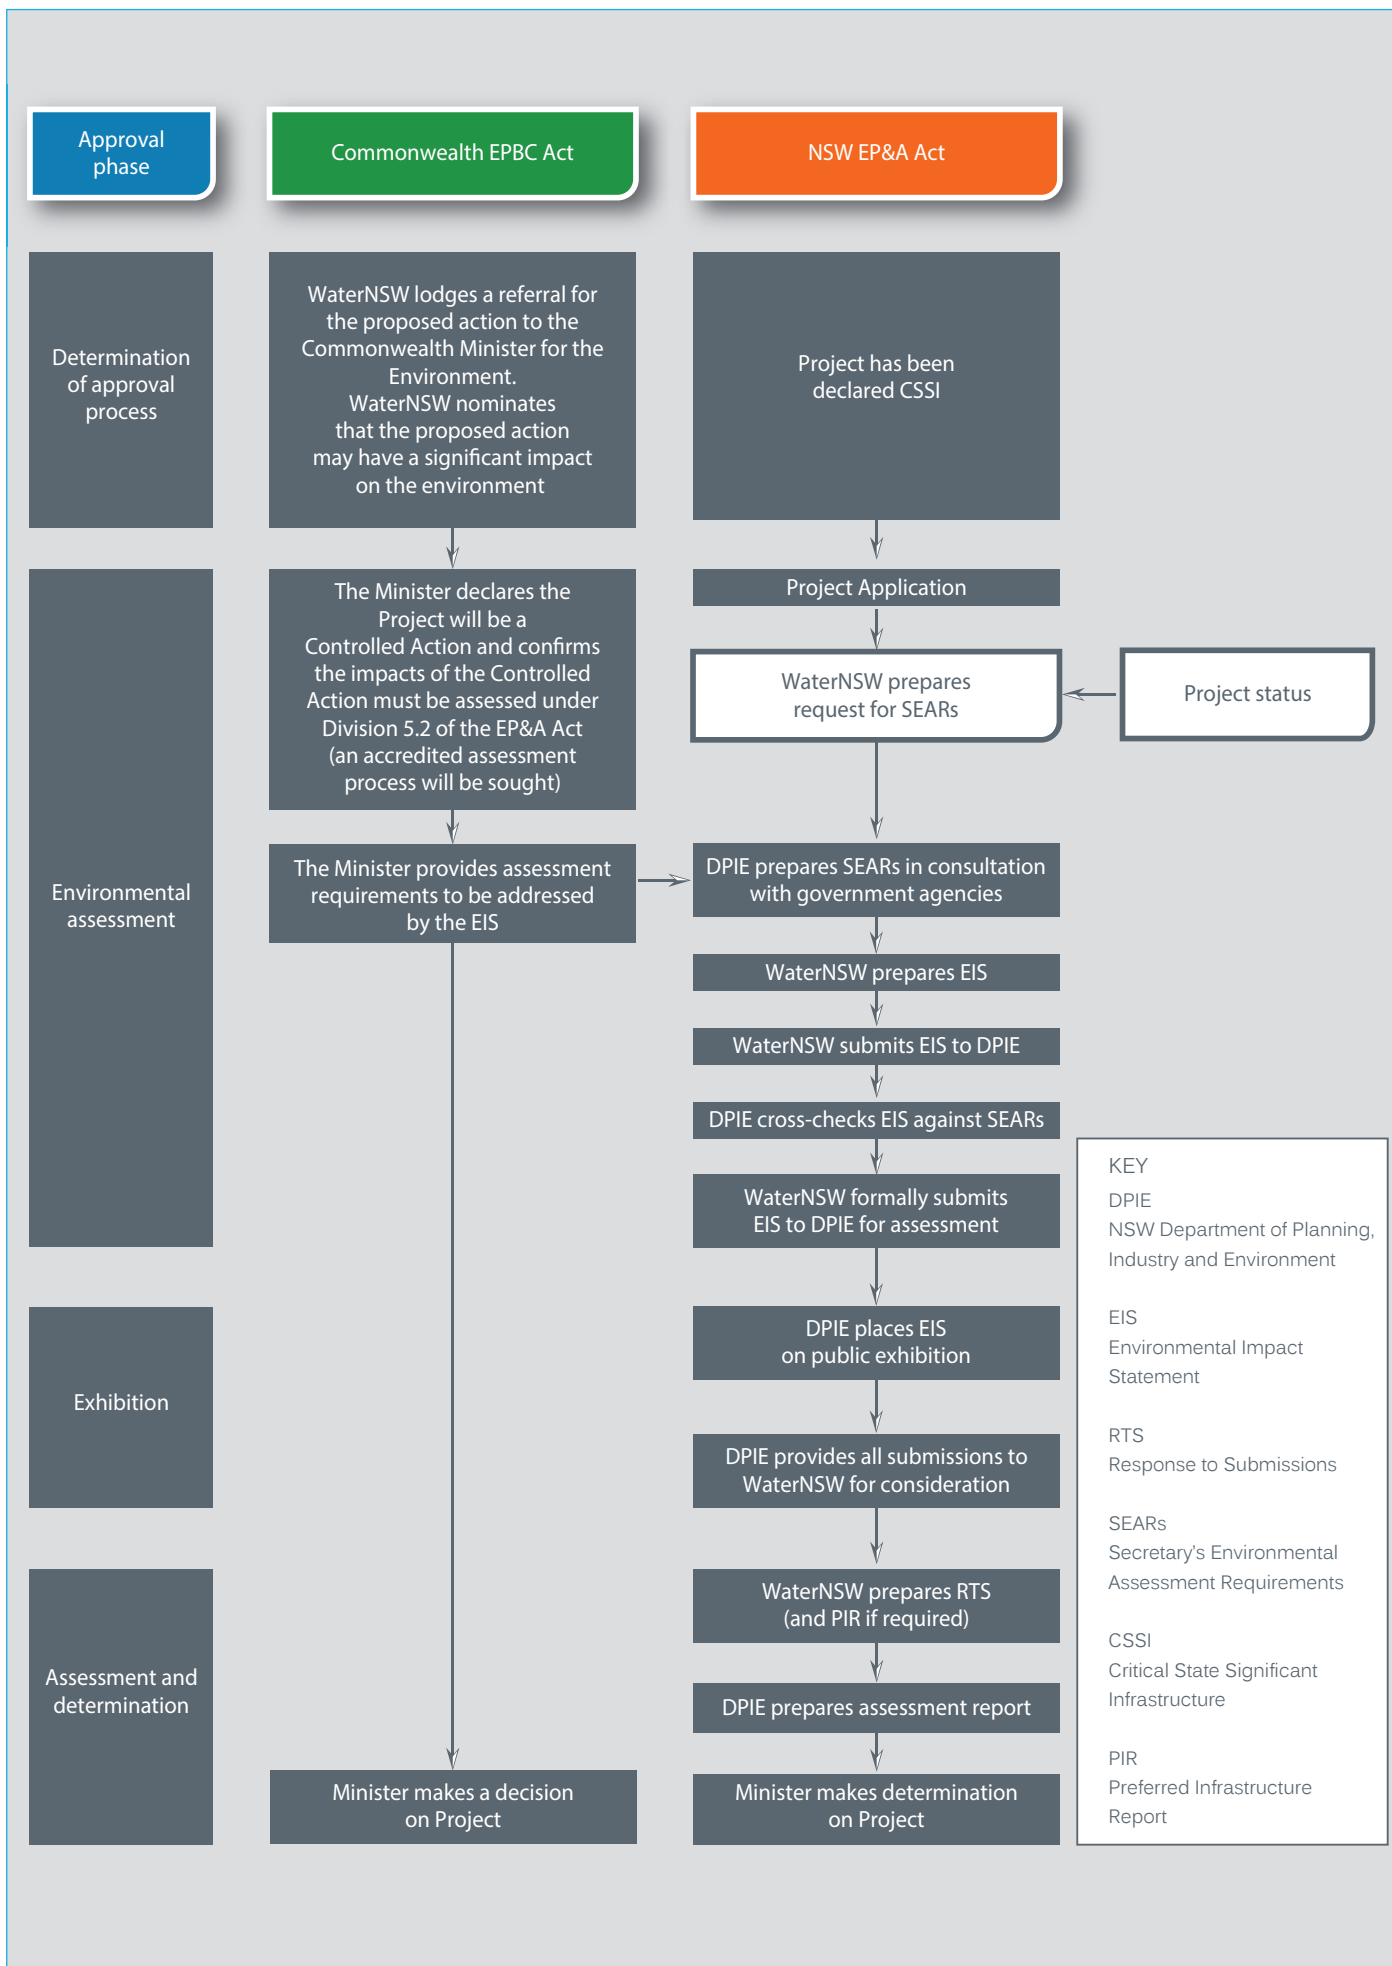 Approval
phase
Commonwealth EPBC Act
NSW EP&A Act
Determination
of approval
process
WaterNSW lodges a referral for
the proposed action to the
Commonwealth Minister for the
Environment.
WaterNSW nominates
that the proposed action
may have a significant impact
on the environment
Project has been
declared CSSI
Environmental
assessment
The Minister declares the
Project will be a
Controlled Action and confirms
the impacts of the Controlled
Action must be assessed under
Division 5.2 of the EP&A Act
(an accredited assessment
process will be sought)
Project Application
WaterNSW prepares
request for SEARs
Project status
The Minister provides assessment
requirements to be addressed
by the EIS
DPIE prepares SEARs in consultation
with government agencies
WaterNSW prepares EIS
WaterNSW submits EIS to DPIE
DPIE cross-checks EIS against SEARs
WaterNSW formally submits
EIS to DPIE for assessment
Exhibition
DPIE places EIS
on public exhibition
DPIE provides all submissions to
WaterNSW for consideration
Assessment and
determination
WaterNSW prepares RTS
(and PIR if required)
DPIE prepares assessment report
Minister makes a decision
on Project
Minister makes determination
on Project
KEY
DPIE
NSW Department of Planning,
Industry and Environment
EIS
Environmental Impact
Statement
RTS
Response to Submissions
SEARs
Secretary's Environmental
Assessment Requirements
CSSI
Critical State Significant
Infrastructure
PIR
Preferred Infrastructure
Report